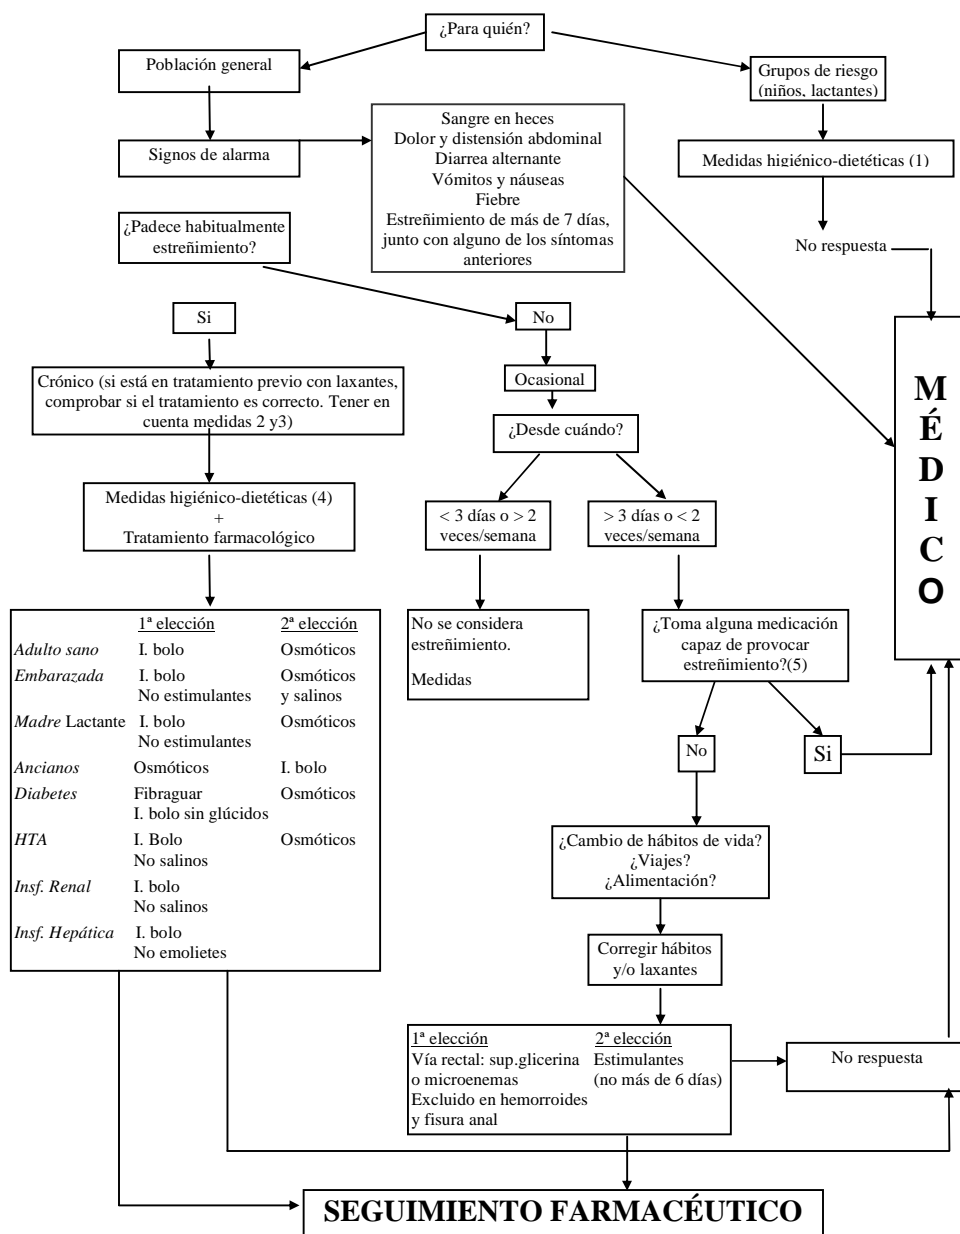 ¿Para quién?
Población general
Grupos de riesgo
(niños, lactantes)
Signos de alarma
Sangre en heces
Dolor y distensión abdominal
Diarrea alternante
Vómitos y náuseas
Fiebre
Estreñimiento de más de 7 días,
junto con alguno de los síntomas
anteriores
Medidas higiénico-dietéticas (1)
No respuesta
¿Padece habitualmente
estreñimiento?
Si
No
Crónico (si está en tratamiento previo con laxantes,
comprobar si el tratamiento es correcto. Tener en
cuenta medidas 2 y3)
Ocasional
¿Desde cuándo?
MÉDICO
Medidas higiénico-dietéticas (4)
+
Tratamiento farmacológico
< 3 días o > 2
veces/semana
> 3 días o < 2
veces/semana
No se considera
estreñimiento.
Medidas
¿Toma alguna medicación
capaz de provocar
estreñimiento?(5)
No
Si
1ª elección 2ª elección
Adulto sano I. bolo Osmóticos
Embarazada I. bolo Osmóticos
No estimulantes y salinos
Madre Lactante I. bolo Osmóticos
No estimulantes
Ancianos Osmóticos I. bolo
Diabetes Fibraguar Osmóticos
I. bolo sin glúcidos
HTA I. Bolo Osmóticos
No salinos
Insf. Renal I. bolo
No salinos
Insf. Hepática I. bolo
No emolietes
¿Cambio de hábitos de vida?
¿Viajes?
¿Alimentación?
Corregir hábitos
y/o laxantes
1ª elección 2ª elección
Vía rectal: sup.glicerina Estimulantes
o microenemas (no más de 6 días)
Excluido en hemorroides
y fisura anal
No respuesta
SEGUIMIENTO FARMACÉUTICO